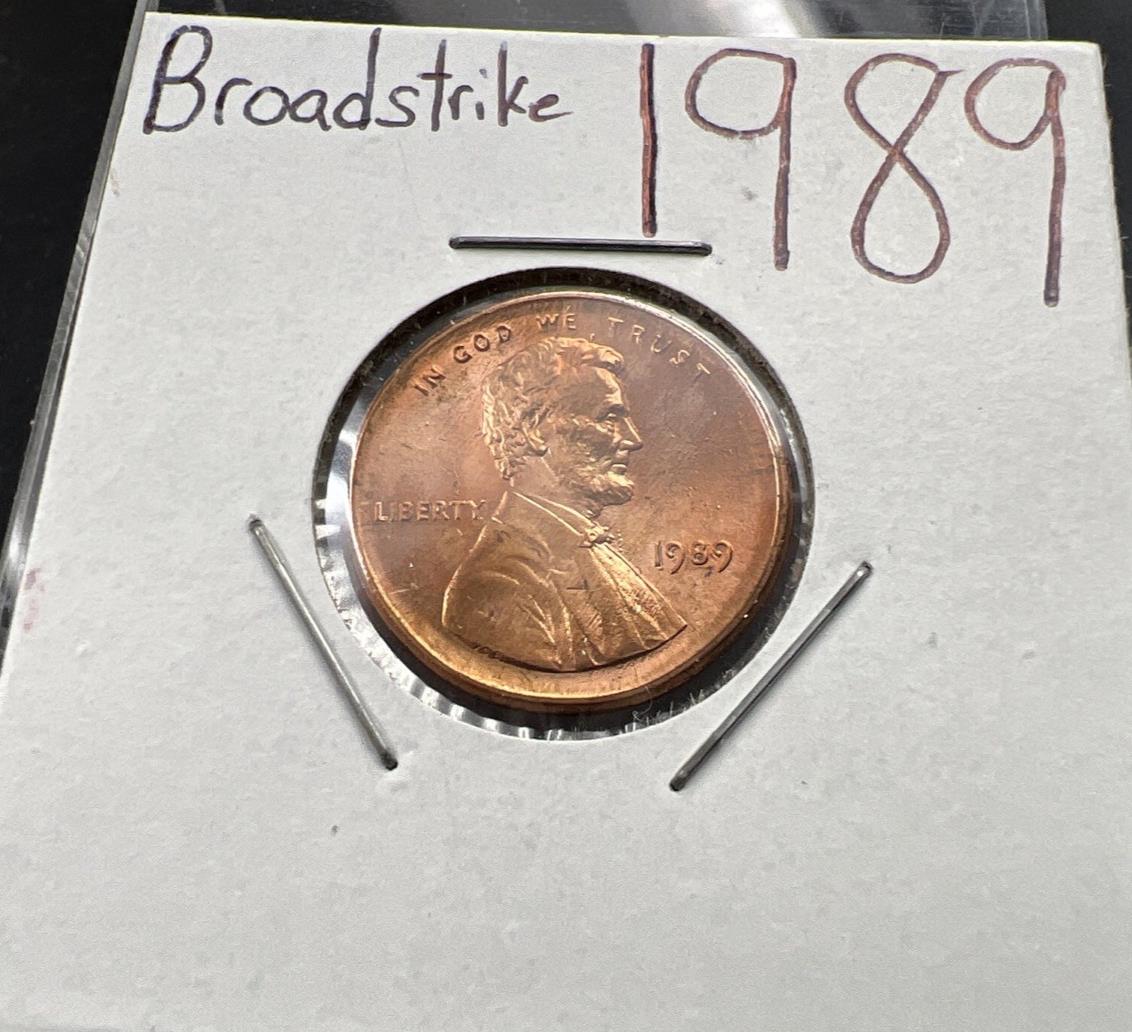 Broadstrike 1989
IN GOD WE TRUST
LIBERTY
1989